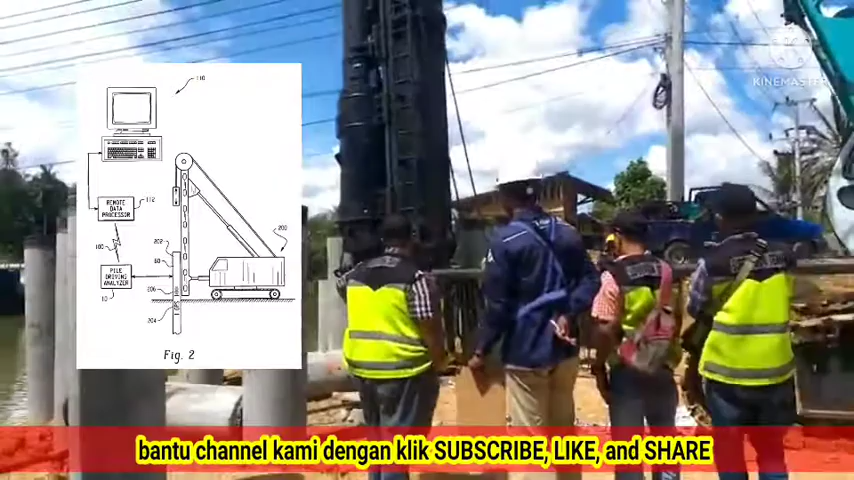 KINEMASTER
110
REMOTE
DATA
PROCESSOR
112
200
202
100
60
PILE
DRIVING
ANALYZER
10
206
204
Fig. 2
bantu channel kami dengan klik SUBSCRIBE, LIKE, and SHARE